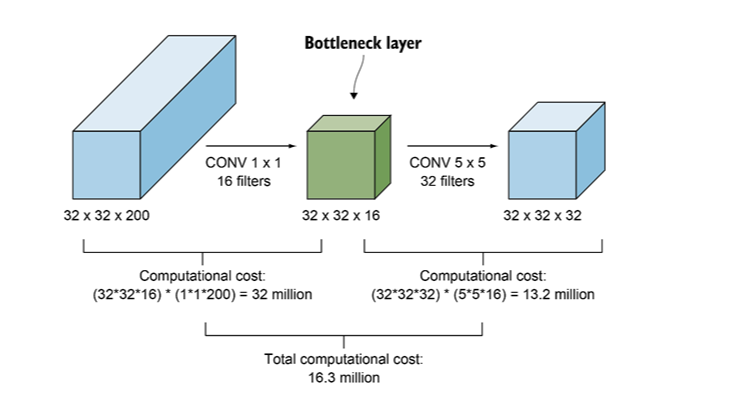 Bottleneck layer
CONV 1 x 1
16 filters
CONV 5 x 5
32 filters
32 x 32 x 200
32 x 32 x 16
32 x 32 x 32
Computational cost:
(32*32*16) * (1*1*200) = 32 million
Computational cost:
(32*32*32) * (5*5*16) = 13.2 million
Total computational cost:
16.3 million